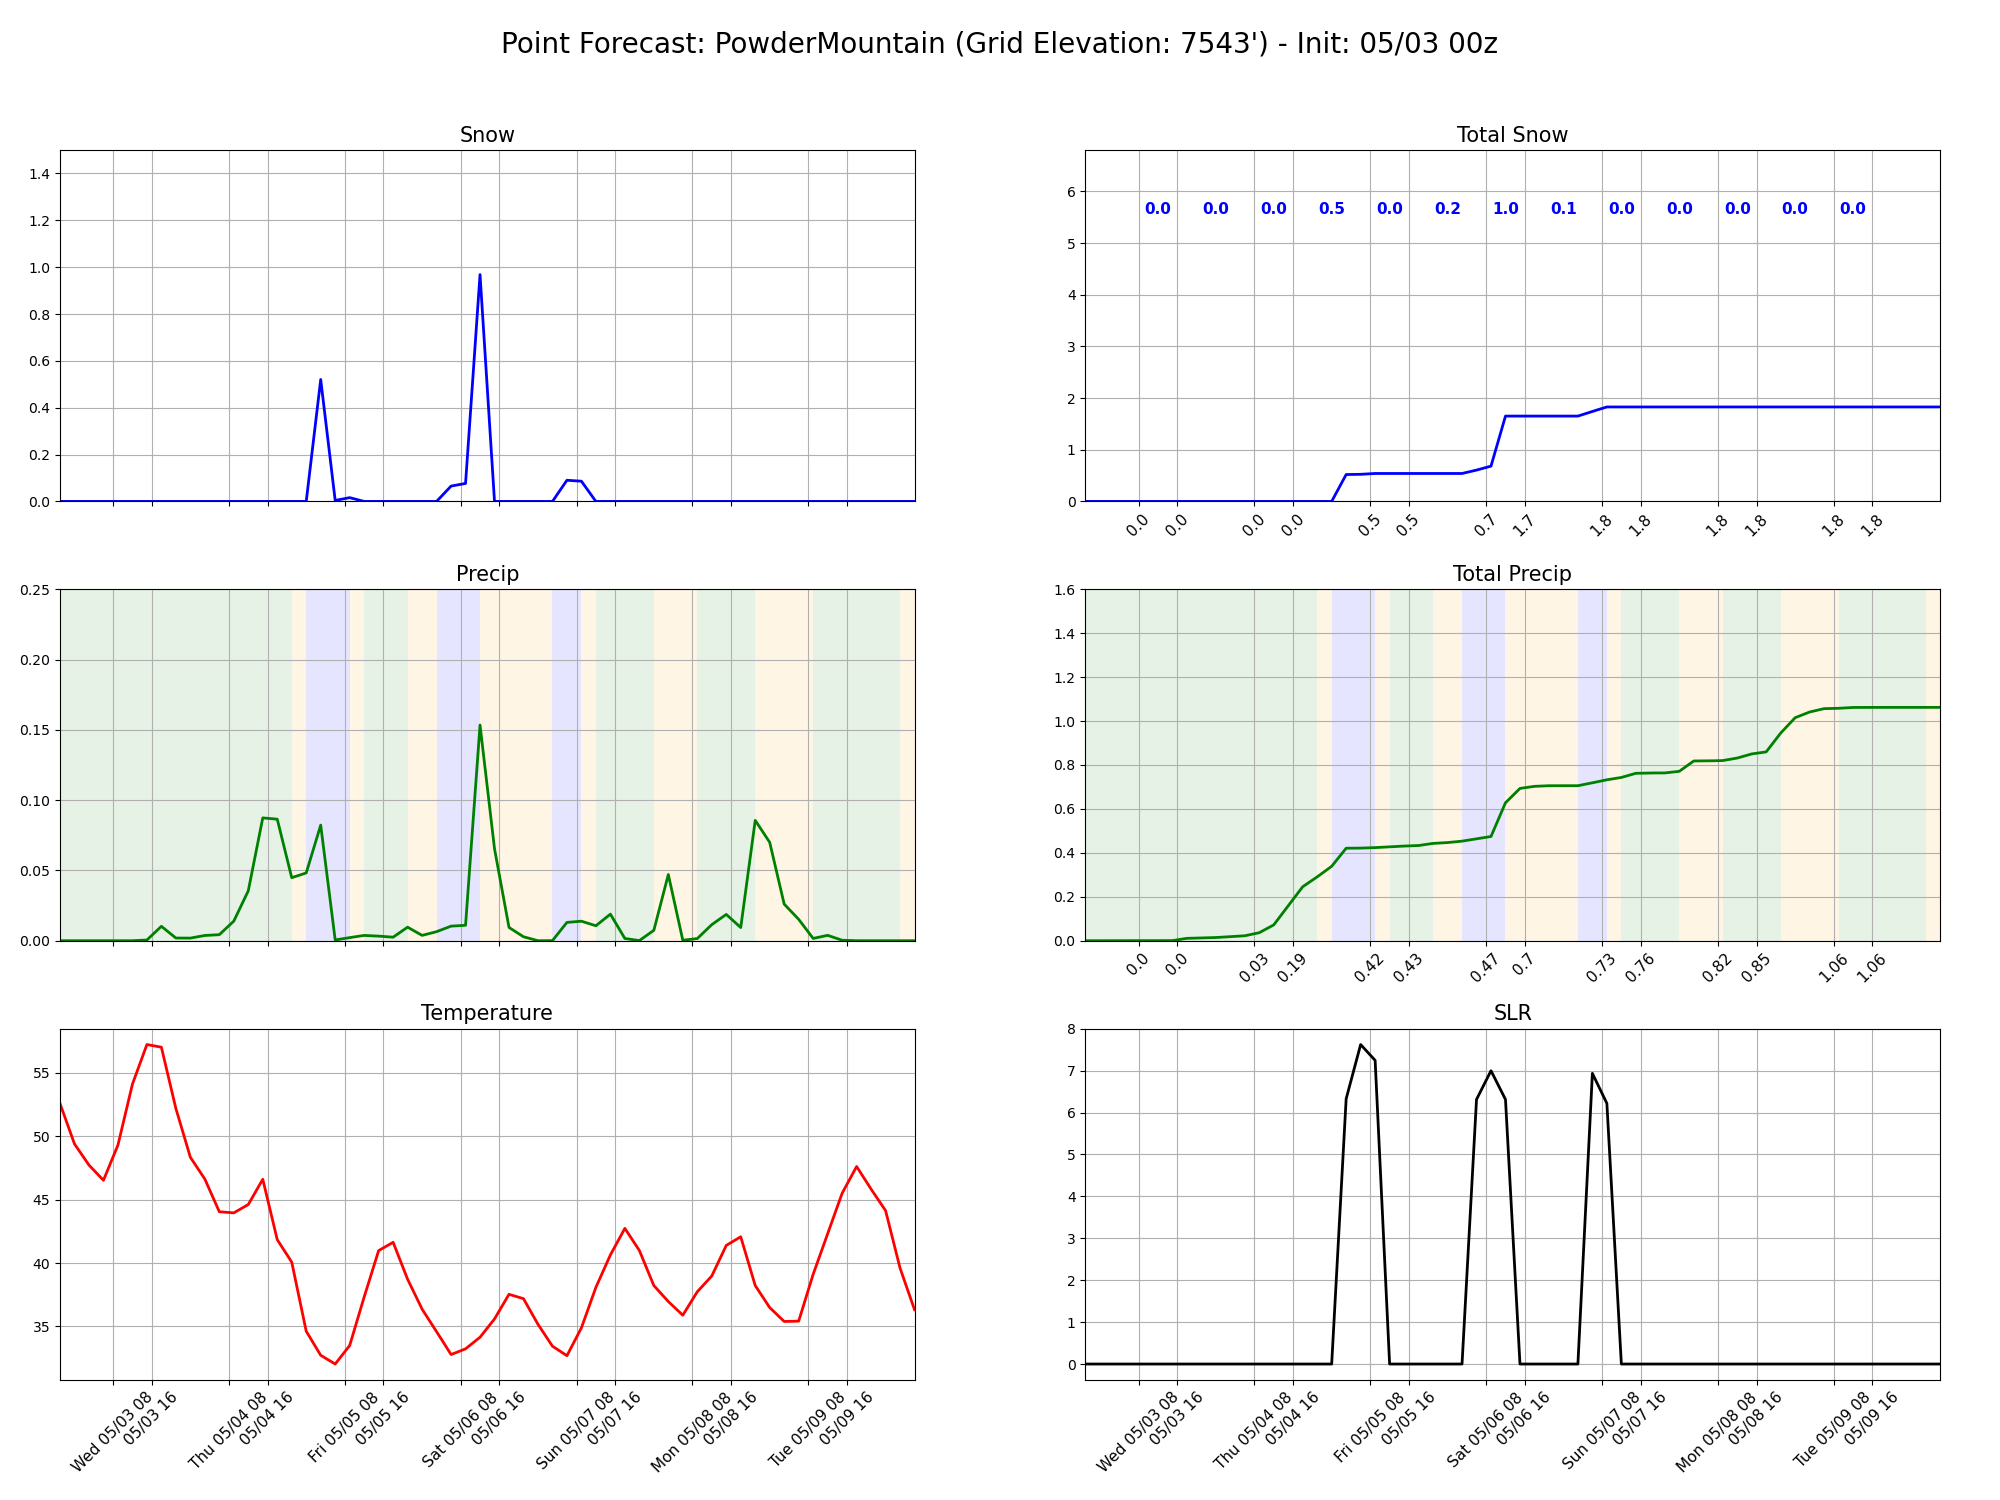 Point Forecast: PowderMountain (Grid Elevation: 7543') - Init: 05/03 00z
Snow
1.4
1.2
1.0
0.8
0.6
0.4
0.2
0.0
Total Snow
6
5
4
3
2
1
0
0.0 0.0 0.0 0.5 0.0 0.2 1.0 0.1 0.0 0.0 0.0 0.0 0.0
0.0 0.0 0.0 0.0 0.5 0.5 0.7 1.7 1.8 1.8 1.8 1.8 1.8 1.8
Precip
0.25
0.20
0.15
0.10
0.05
0.00
Total Precip
1.6
1.4
1.2
1.0
0.8
0.6
0.4
0.2
0.0
0.0 0.0 0.03 0.19 0.42 0.43 0.47 0.7 0.73 0.76 0.82 0.85 1.06 1.06
Temperature
55
50
45
40
35
Wed 05/03 08
05/03 16
Thu 05/04 08
05/04 16
Fri 05/05 08
05/05 16
Sat 05/06 08
05/06 16
Sun 05/07 08
05/07 16
Mon 05/08 08
05/08 16
Tue 05/09 08
05/09 16
SLR
8
7
6
5
4
3
2
1
0
Wed 05/03 08
05/03 16
Thu 05/04 08
05/04 16
Fri 05/05 08
05/05 16
Sat 05/06 08
05/06 16
Sun 05/07 08
05/07 16
Mon 05/08 08
05/08 16
Tue 05/09 08
05/09 16